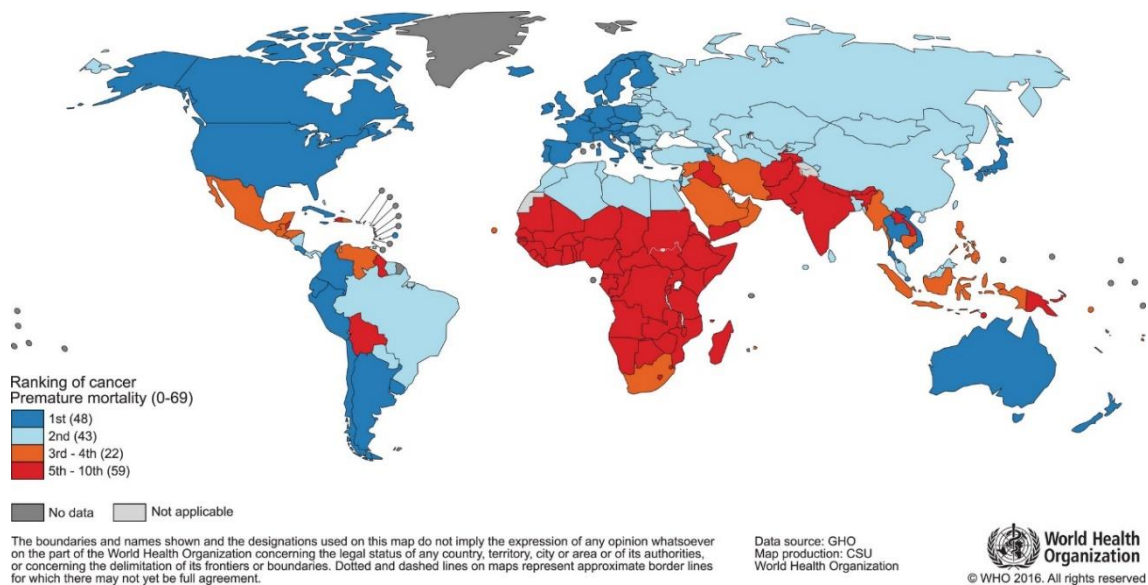 Ranking of cancer
Premature mortality (0-69)
1st (48)
2nd (43)
3rd - 4th (22)
5th - 10th (59)
No data
Not applicable
The boundaries and names shown and the designations used on this map do not imply the expression of any opinion whatsoever
on the part of the World Health Organization concerning the legal status of any country, territory, city or area or of its authorities,
or concerning the delimitation of its frontiers or boundaries. Dotted and dashed lines on maps represent approximate border lines
for which there may not yet be full agreement.
Data source: GHO
Map production: CSU
World Health Organization
World Health
Organization
© WHO 2016. All rights reserved